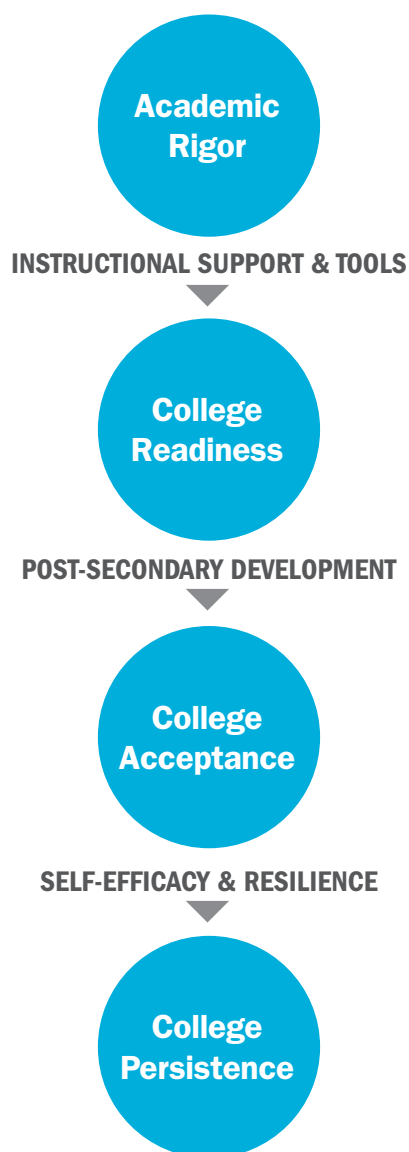 Academic
Rigor
INSTRUCTIONAL SUPPORT & TOOLS
College
Readiness
POST-SECONDARY DEVELOPMENT
College
Acceptance
SELF-EFFICACY & RESILIENCE
College
Persistence